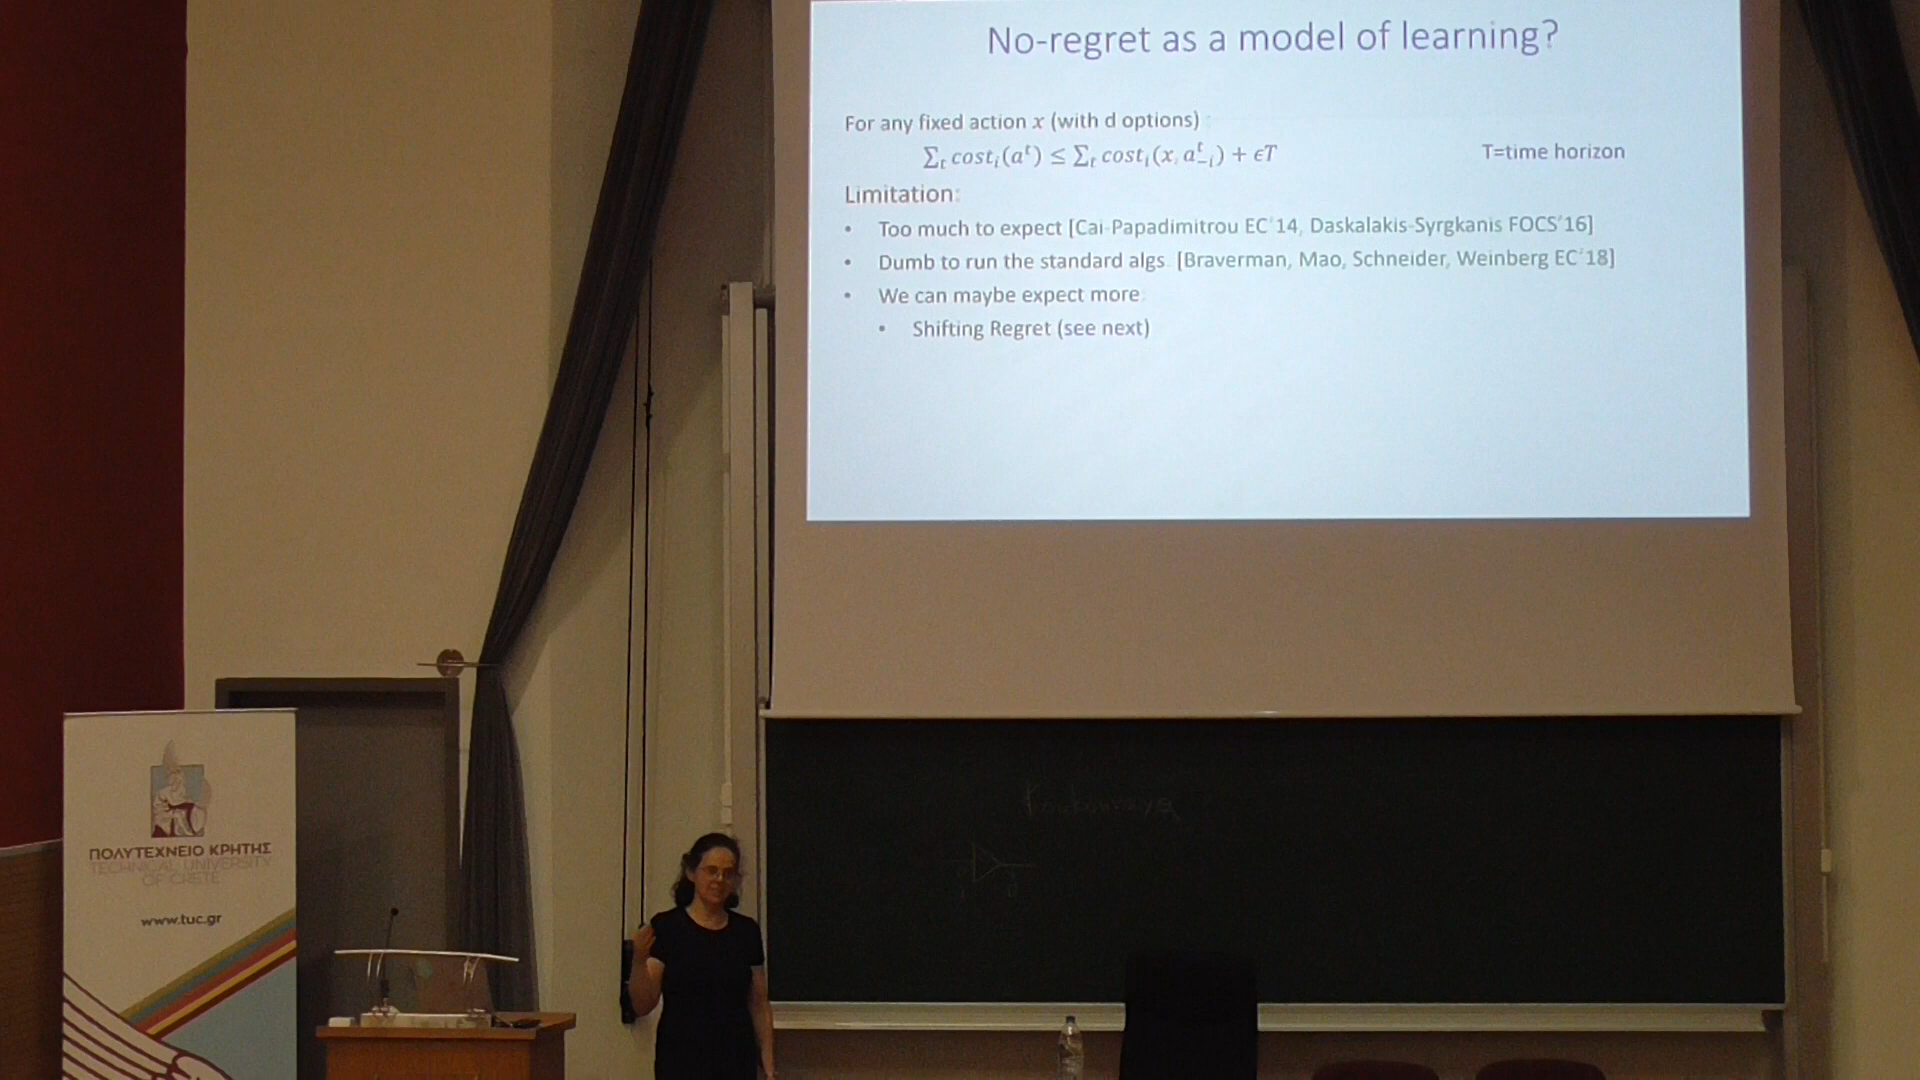 No-regret as a model of learning?
For any fixed action x (with d options) :
∑ₜ costᵢ(aᵗ) ≤ ∑ₜ costᵢ(x, aᵗ₋ᵢ) + ϵT
T=time horizon
Limitation:
• Too much to expect [Cai-Papadimitrou EC'14, Daskalakis-Syrgkanis FOCS'16]
• Dumb to run the standard algs. [Braverman, Mao, Schneider, Weinberg EC'18]
• We can maybe expect more:
• Shifting Regret (see next)
ΠΟΛΥΤΕΧΝΕΙΟ ΚΡΗΤΗΣ
TECHNICAL UNIVERSITY
OF CRETE
www.tuc.gr